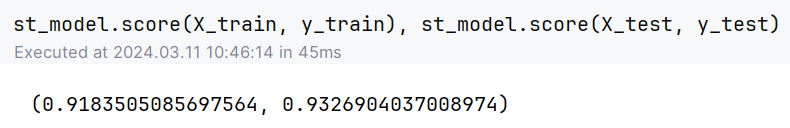 st_model.score(X_train, y_train), st_model.score(X_test, y_test)
Executed at 2024.03.11 10:46:14 in 45ms
(0.9183505085697564, 0.9326904037008974)